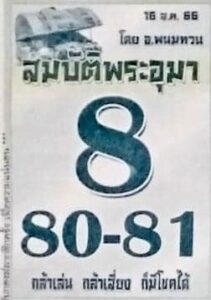 16 ข.ค. 66
โดย อ.พนมทวน
สมบัติพระอุมา
8
80-81
กล้าเล่น กล้าเสี่ยง ก็มีโชคได้